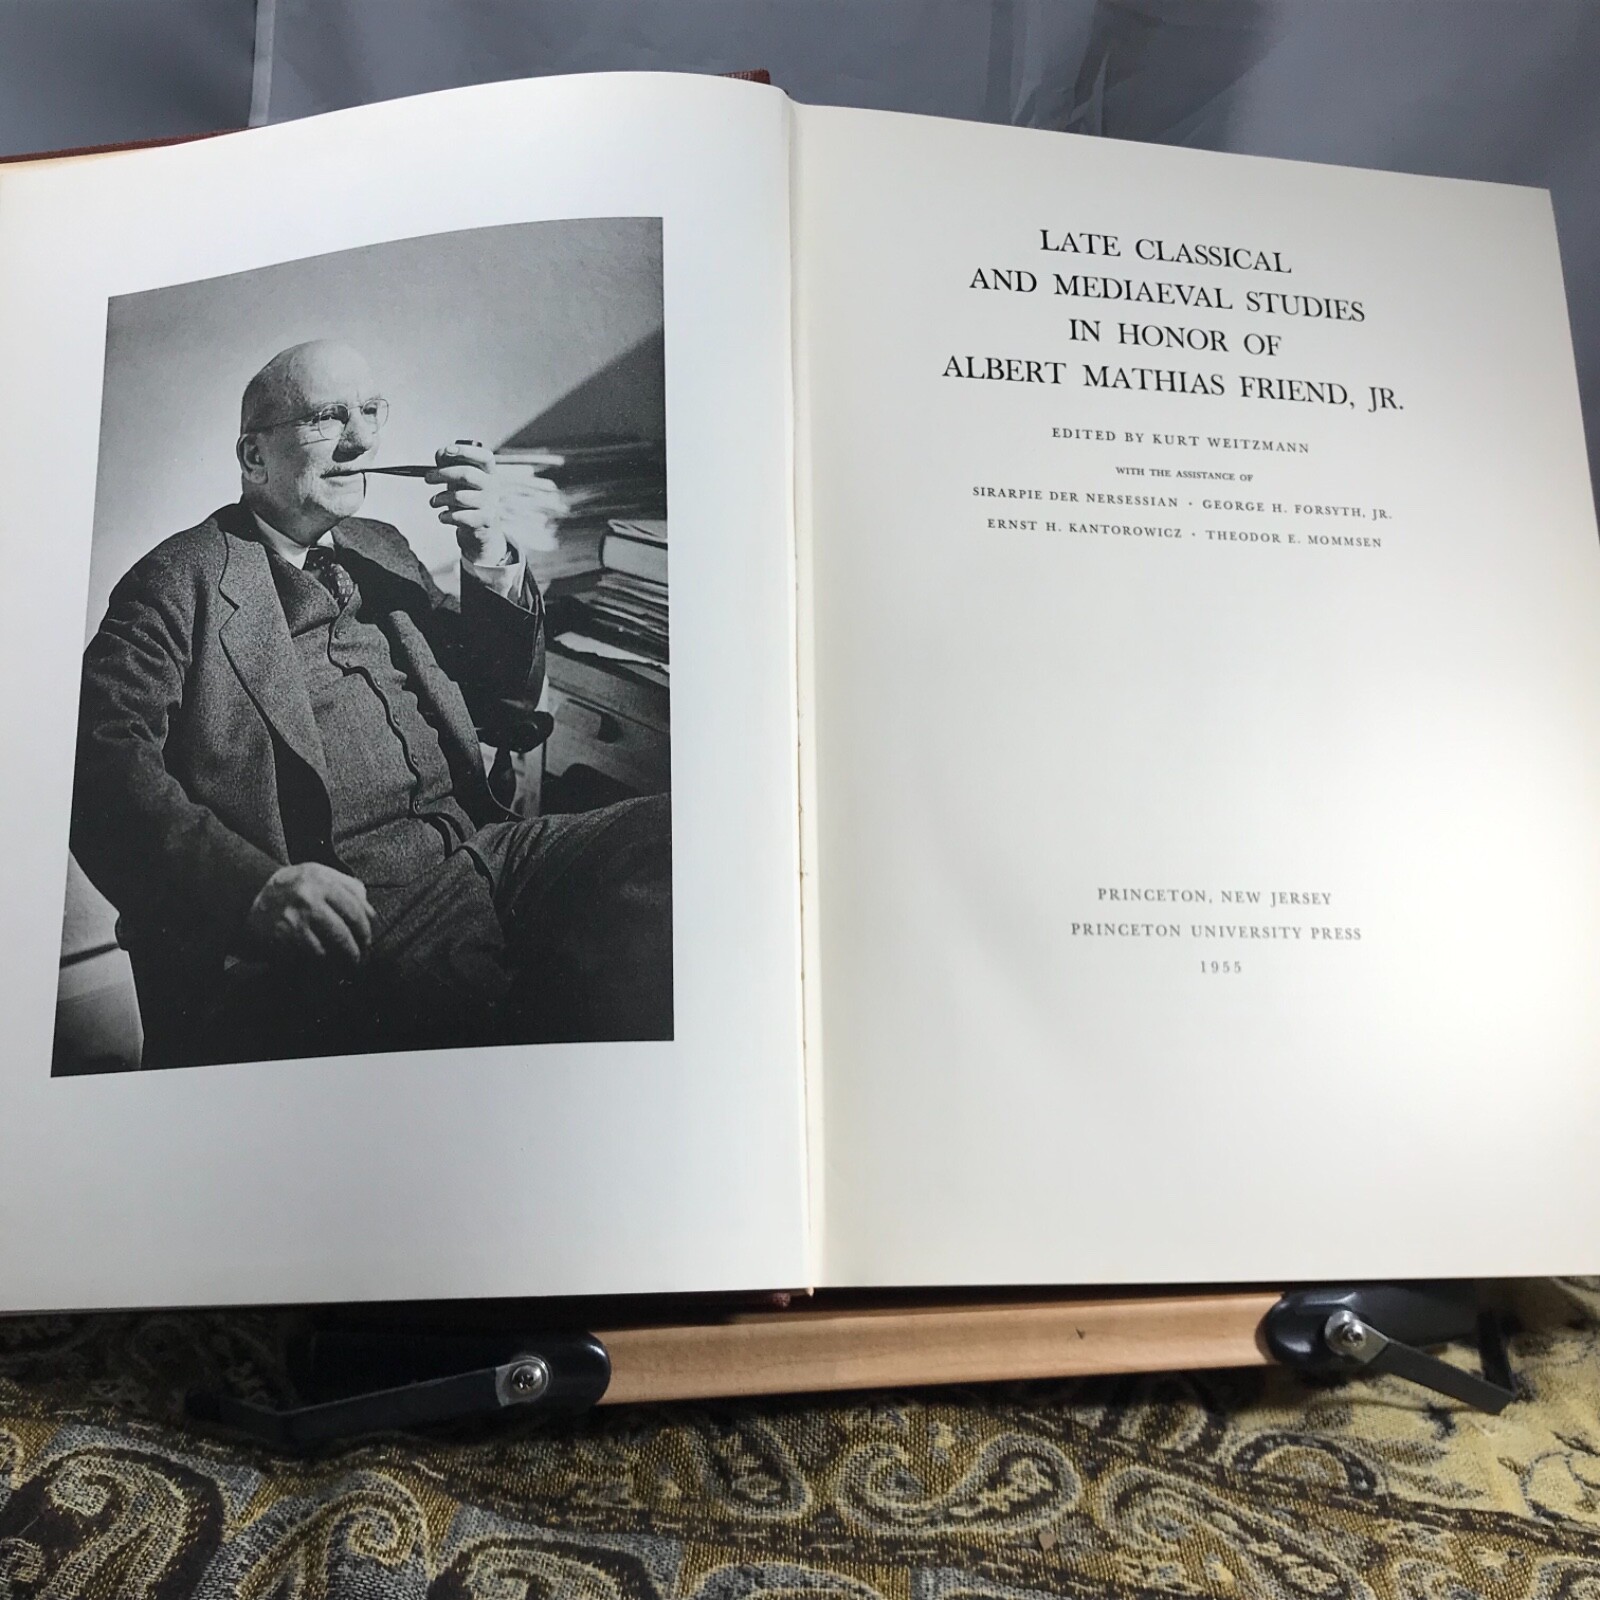 LATE CLASSICAL
AND MEDIAEVAL STUDIES
IN HONOR OF
ALBERT MATHIAS FRIEND, JR.
EDITED BY KURT WEITZMANN
WITH THE ASSISTANCE OF
SIRARPIE DER NERSESSIAN · GEORGE H. FORSYTH, JR.
ERNST H. KANTOROWICZ · THEODOR E. MOMMSEN
PRINCETON, NEW JERSEY
PRINCETON UNIVERSITY PRESS
1955